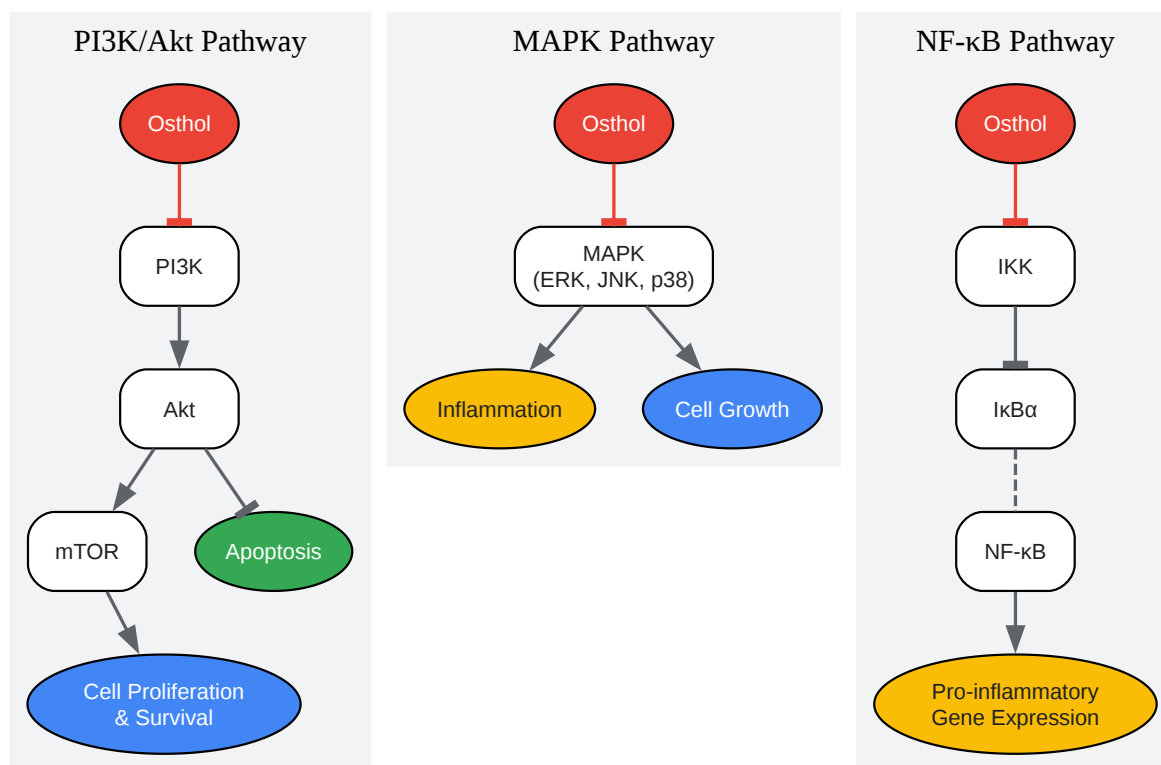 PI3K/Akt Pathway
Osthol
PI3K
Akt
mTOR
Apoptosis
Cell Proliferation
& Survival
MAPK Pathway
Osthol
MAPK
(ERK, JNK, p38)
Inflammation
Cell Growth
NF-κB Pathway
Osthol
IKK
IκBα
NF-κB
Pro-inflammatory
Gene Expression